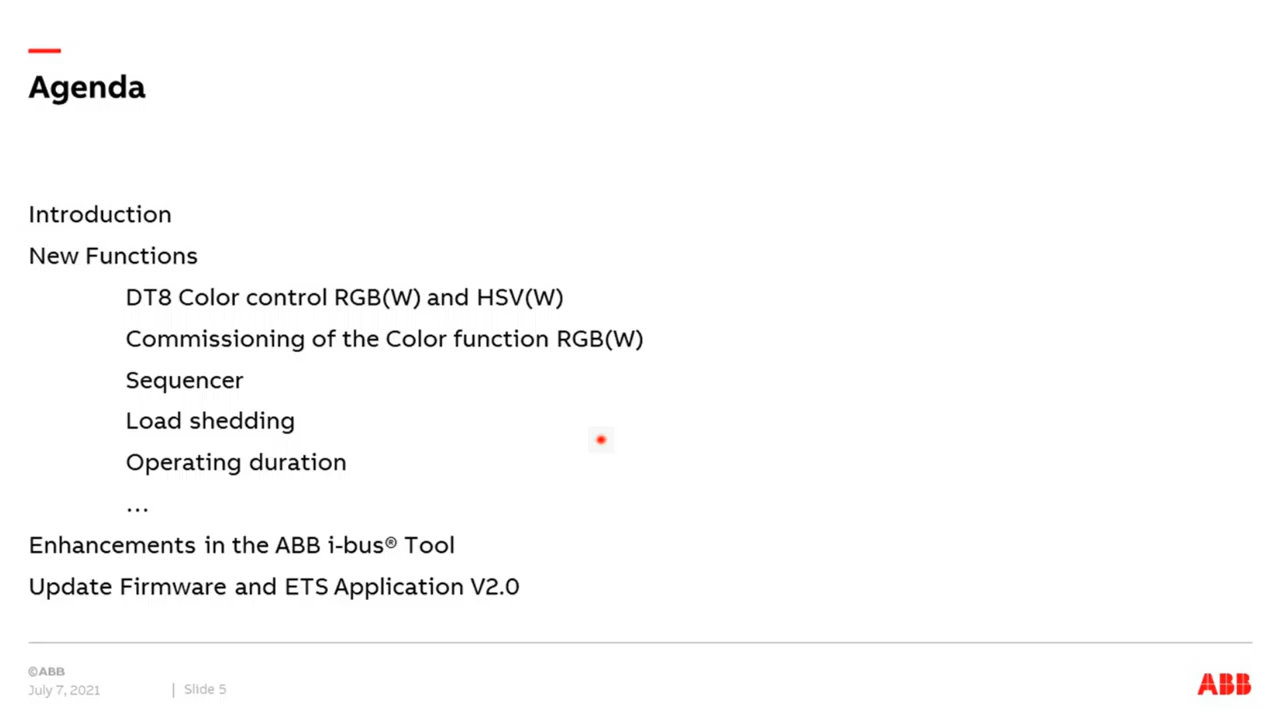 Agenda
Introduction
New Functions
DT8 Color control RGB(W) and HSV(W)
Commissioning of the Color function RGB(W)
Sequencer
Load shedding
Operating duration
...
Enhancements in the ABB i-bus® Tool
Update Firmware and ETS Application V2.0
©ABB
July 7, 2021 | Slide 5
ABB